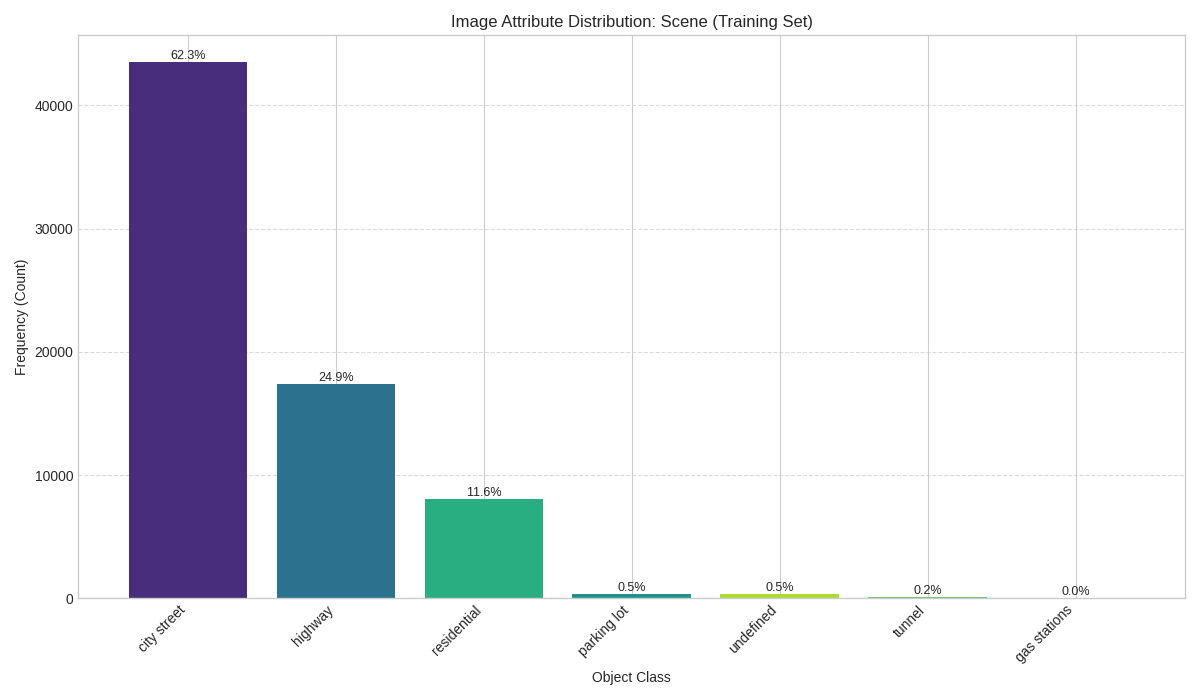 Image Attribute Distribution: Scene (Training Set)
Frequency (Count)
40000
30000
20000
10000
0
62.3%
24.9%
11.6%
0.5%
0.5%
0.2%
0.0%
city street
highway
residential
parking lot
undefined
tunnel
gas stations
Object Class